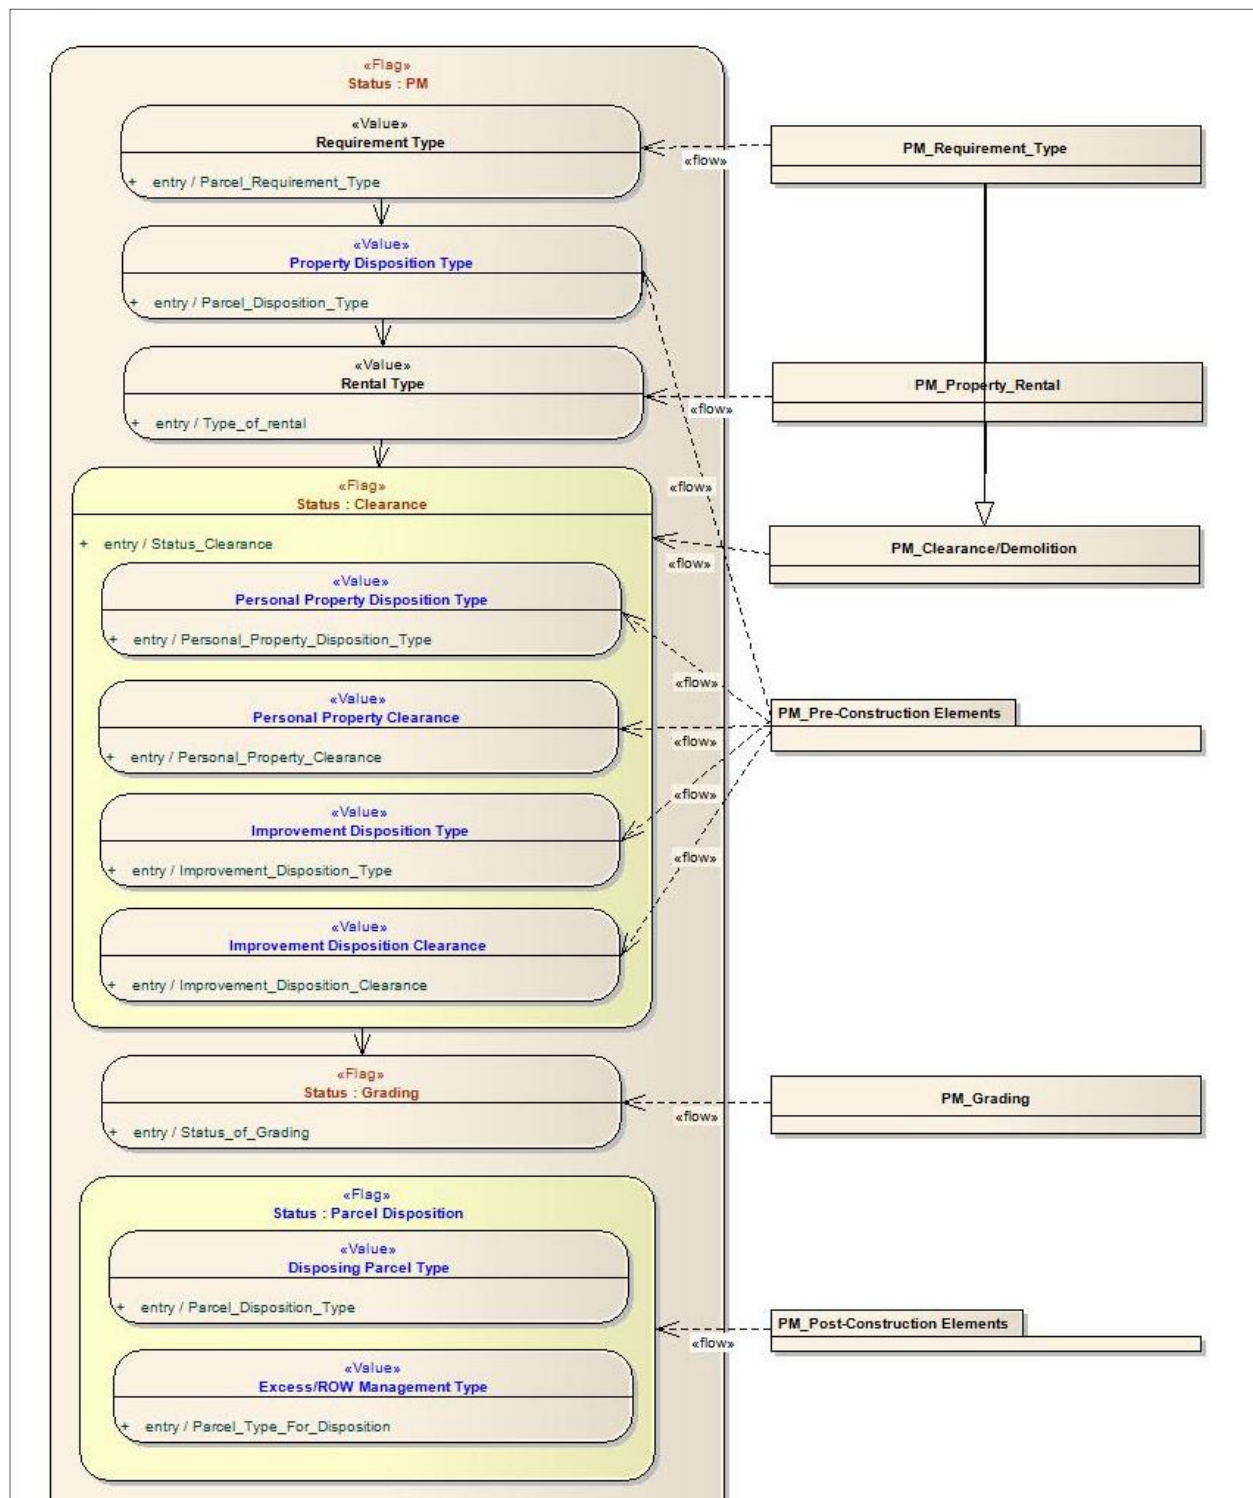 «Flag»
Status : PM
«Value»
Requirement Type
+ entry / Parcel_Requirement_Type
«flow»
PM_Requirement_Type
«Value»
Property Disposition Type
+ entry / Parcel_Disposition_Type
«Value»
Rental Type
+ entry / Type_of_rental
«flow»
PM_Property_Rental
«Flag»
Status : Clearance
+ entry / Status_Clearance
«flow»
«flow»
PM_Clearance/Demolition
«Value»
Personal Property Disposition Type
+ entry / Personal_Property_Disposition_Type
«flow»
«Value»
Personal Property Clearance
+ entry / Personal_Property_Clearance
«flow»
PM_Pre-Construction Elements
«Value»
Improvement Disposition Type
+ entry / Improvement_Disposition_Type
«flow»
«flow»
«Value»
Improvement Disposition Clearance
+ entry / Improvement_Disposition_Clearance
«Flag»
Status : Grading
+ entry / Status_of_Grading
«flow»
PM_Grading
«Flag»
Status : Parcel Disposition
«Value»
Disposing Parcel Type
+ entry / Parcel_Disposition_Type
«flow»
PM_Post-Construction Elements
«Value»
Excess/ROW Management Type
+ entry / Parcel_Type_For_Disposition